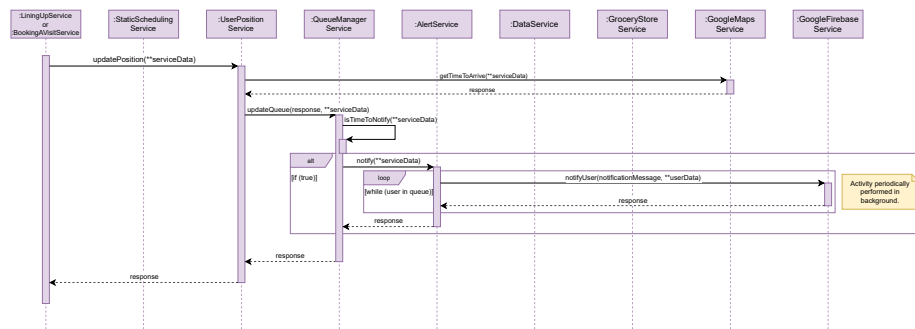 :LiningUpService
or
:BookingAVisitService
:StaticScheduling
Service
:UserPosition
Service
:QueueManager
Service
:AlertService
:DataService
:GroceryStore
Service
:GoogleMaps
Service
:GoogleFirebase
Service
updatePosition(**serviceData)
getTimeToArrive(**serviceData)
response
updateQueue(response, **serviceData)
isTimeToNotify(**serviceData)
alt
[if (true)]
notify(**serviceData)
loop
[while (user in queue)]
notifyUser(notificationMessage, **userData)
response
Activity periodically
performed in
background.
response
response
response